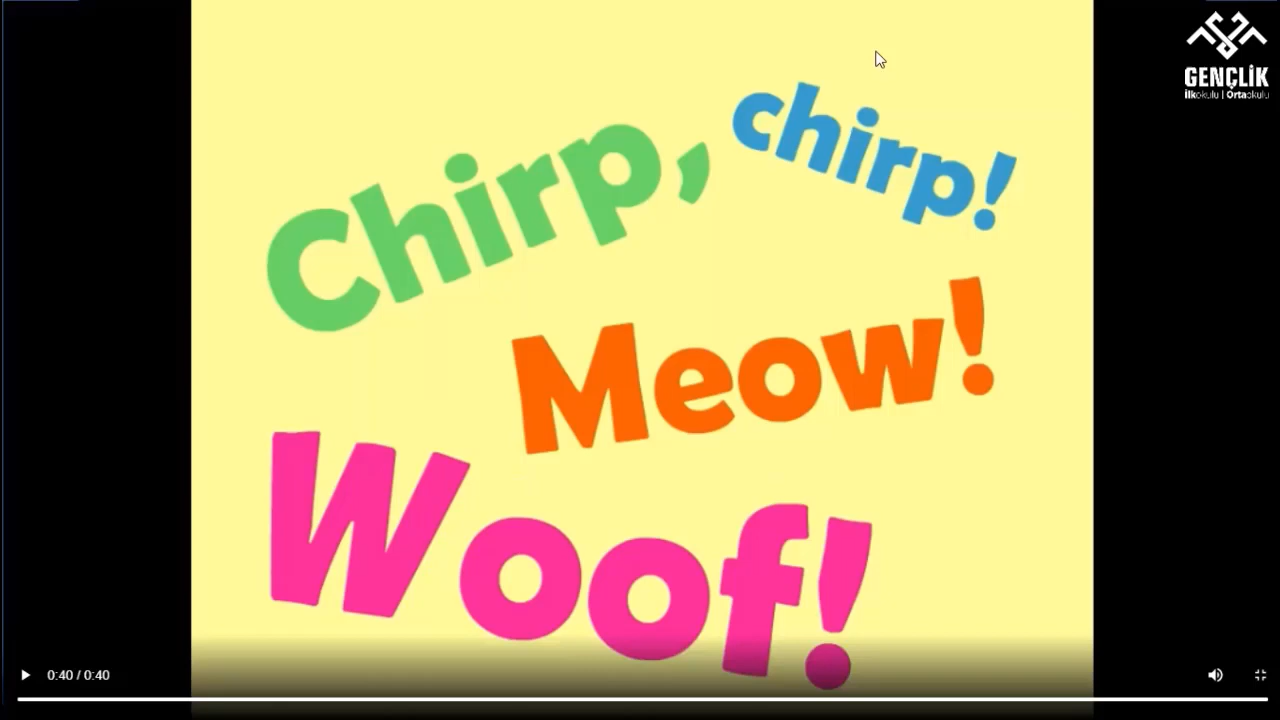 GENÇLİK
İlkokulu | Ortaokulu
Chirp, chirp!
Meow!
Woof!
0:40 / 0:40